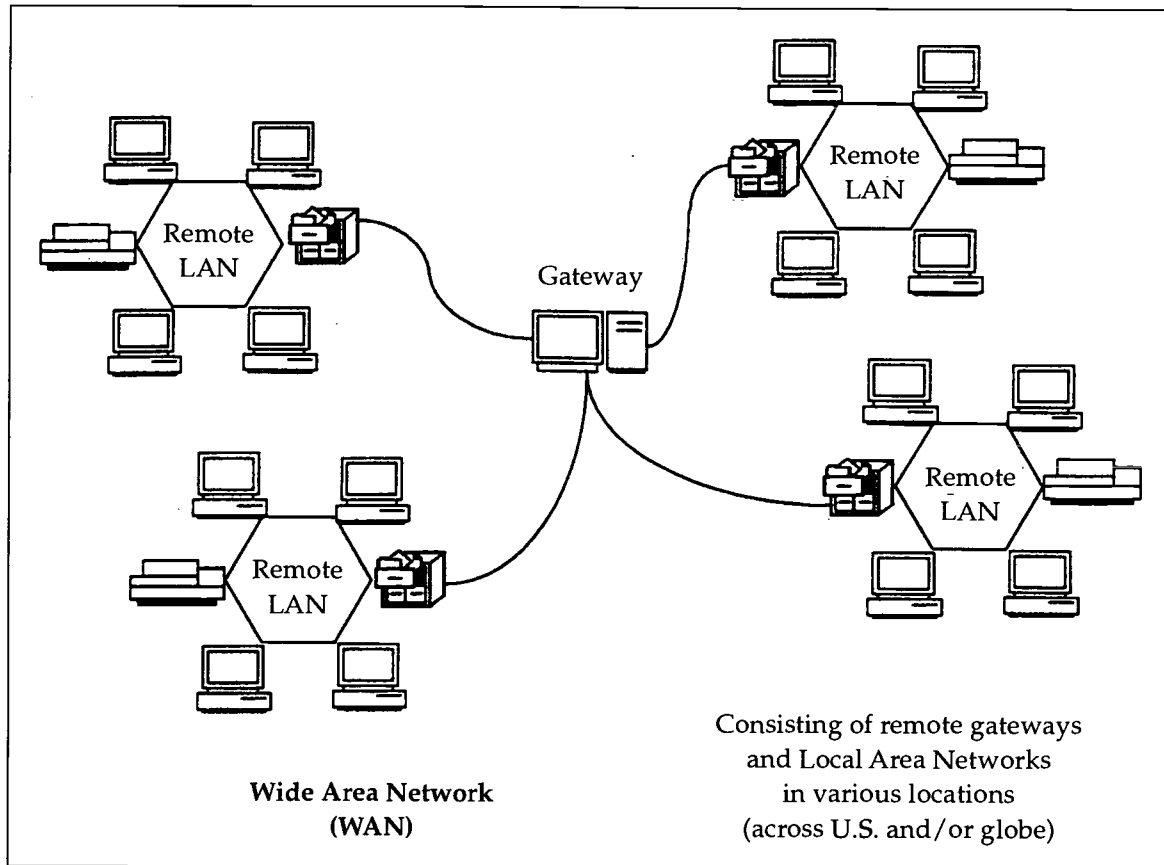 Remote
LAN
Remote
LAN
Gateway
Remote
LAN
Remote
LAN
Wide Area Network
(WAN)
Consisting of remote gateways
and Local Area Networks
in various locations
(across U.S. and/or globe)